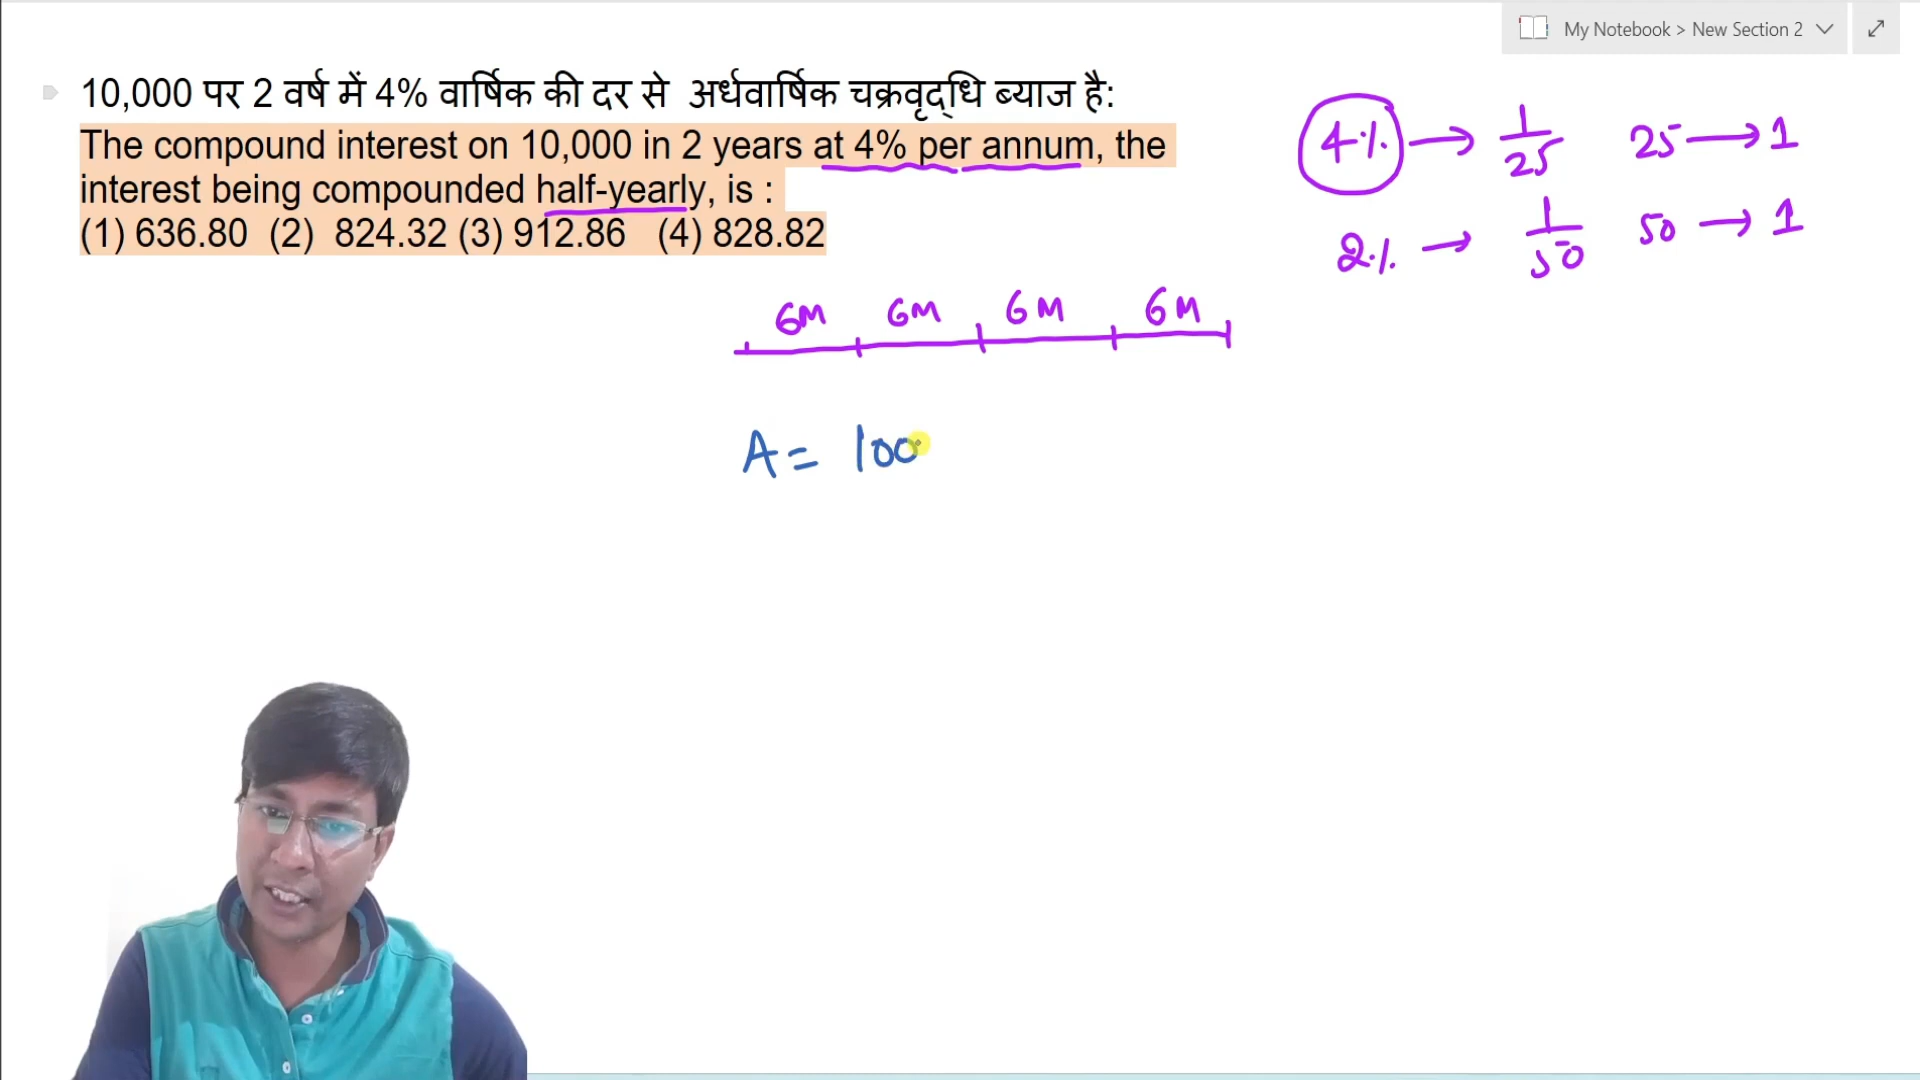 My Notebook > New Section 2
10,000 पर 2 वर्ष में 4% वार्षिक की दर से अर्धवार्षिक चक्रवृद्धि ब्याज है:
The compound interest on 10,000 in 2 years at 4% per annum, the
interest being compounded half-yearly, is :
(1) 636.80 (2) 824.32 (3) 912.86 (4) 828.82
4% → 1/25 25 → 1
2% → 1/50 50 → 1
6M 6M 6M 6M
A = 100